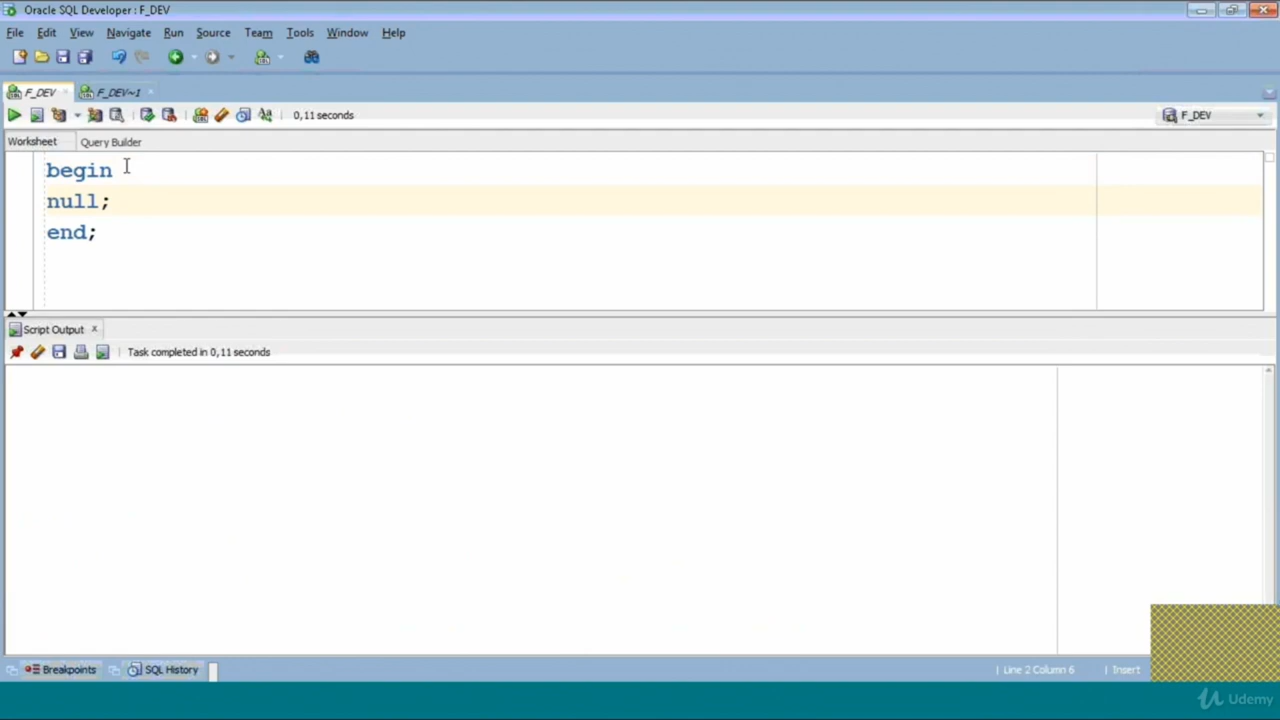 Oracle SQL Developer : F_DEV
File Edit View Navigate Run Source Team Tools Window Help
F_DEV F_DEV~1
0,11 seconds F_DEV
Worksheet Query Builder
begin
null;
end;
Script Output x
Task completed in 0,11 seconds
Breakpoints SQL History Line 2 Column 6 Insert
Udemy